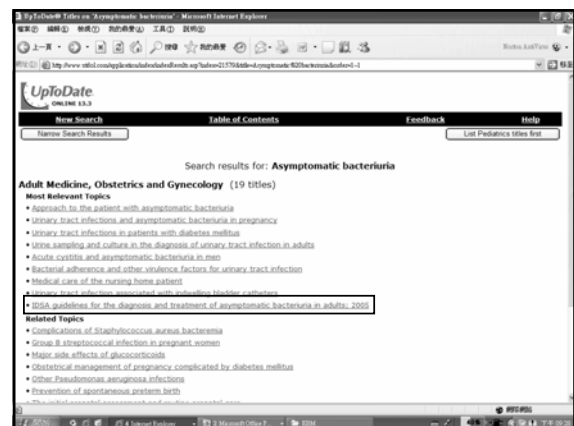 UpToDate® Titles on "Asymptomatic bacteriuria" - Microsoft Internet Explorer
UpToDate
ONLINE 13.3
New Search Table of Contents Feedback Help
Narrow Search Results List Pediatrics titles first
Search results for: Asymptomatic bacteriuria
Adult Medicine, Obstetrics and Gynecology (19 titles)
Most Relevant Topics
• Approach to the patient with asymptomatic bacteriuria
• Urinary tract infections and asymptomatic bacteriuria in pregnancy
• Urinary tract infections in patients with diabetes mellitus
• Urine sampling and culture in the diagnosis of urinary tract infection in adults
• Acute cystitis and asymptomatic bacteriuria in men
• Bacterial adherence and other virulence factors for urinary tract infection
• Medical care of the nursing home patient
• Urinary tract infection associated with indwelling bladder catheters
• IDSA guidelines for the diagnosis and treatment of asymptomatic bacteriuria in adults: 2005
Related Topics
• Complications of Staphylococcus aureus bacteremia
• Group B streptococcal infection in pregnant women
• Major side effects of glucocorticoids
• Obstetrical management of pregnancy complicated by diabetes mellitus
• Other Pseudomonas aeruginosa infections
• Prevention of spontaneous preterm birth